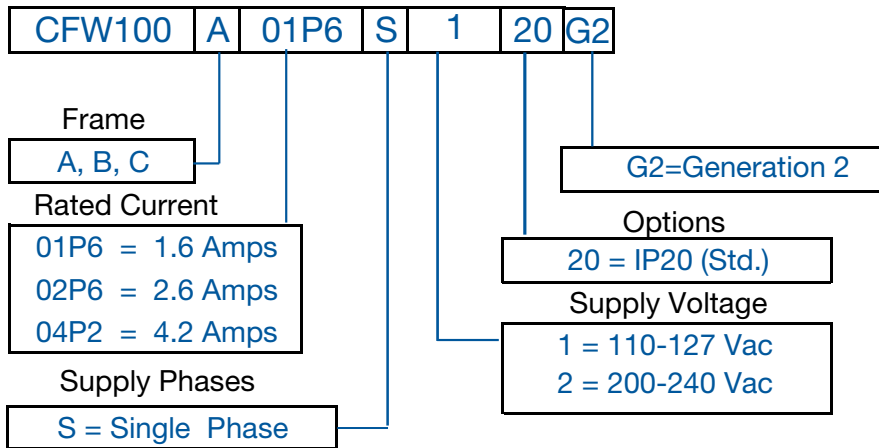 CFW100 A 01P6 S 1 20 G2
Frame
A, B, C
G2=Generation 2
Rated Current
01P6 = 1.6 Amps
02P6 = 2.6 Amps
04P2 = 4.2 Amps
Options
20 = IP20 (Std.)
Supply Voltage
1 = 110-127 Vac
2 = 200-240 Vac
Supply Phases
S = Single Phase